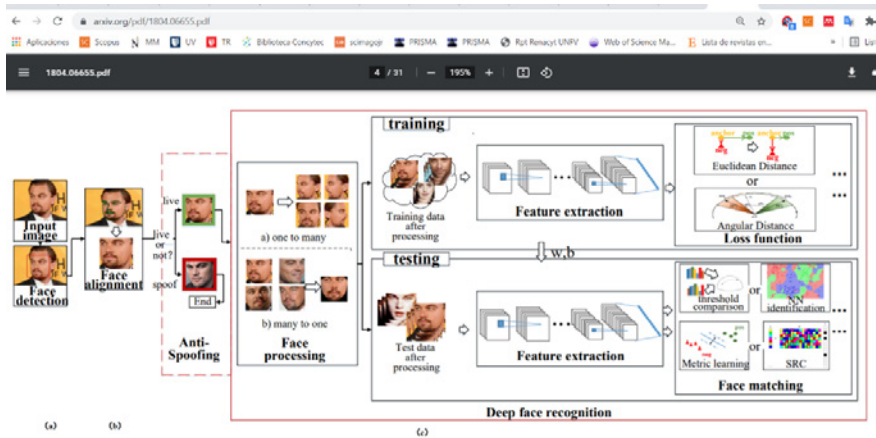 arxiv.org/pdf/1804.06655.pdf
Aplicaciones Scopus MM UV TR Biblioteca Concytec scimagojr PRISMA PRISMA Rpt Renacyt UNFV Web of Science Ma... Lista de revistas en... »
1804.06655.pdf 4 / 31 − 195% +
training
Training data
after
processing
Feature extraction
Euclidean Distance
or
Angular Distance
Loss function
Input
image
Face
detection
Face
alignment
live
or
not?
live
spoof
End
Anti-
Spoofing
a) one to many
b) many to one
Face
processing
w,b
testing
Test data
after
processing
Feature extraction
threshold
comparison
or
NN
identification
Metric learning
or
SRC
Face matching
Deep face recognition
(a) (b) (c)